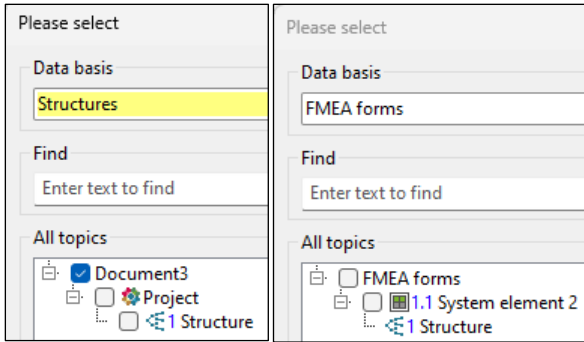 Please select
Data basis
Structures
Find
Enter text to find
All topics
Document3
Project
1 Structure
Please select
Data basis
FMEA forms
Find
Enter text to find
All topics
FMEA forms
1.1 System element 2
1 Structure